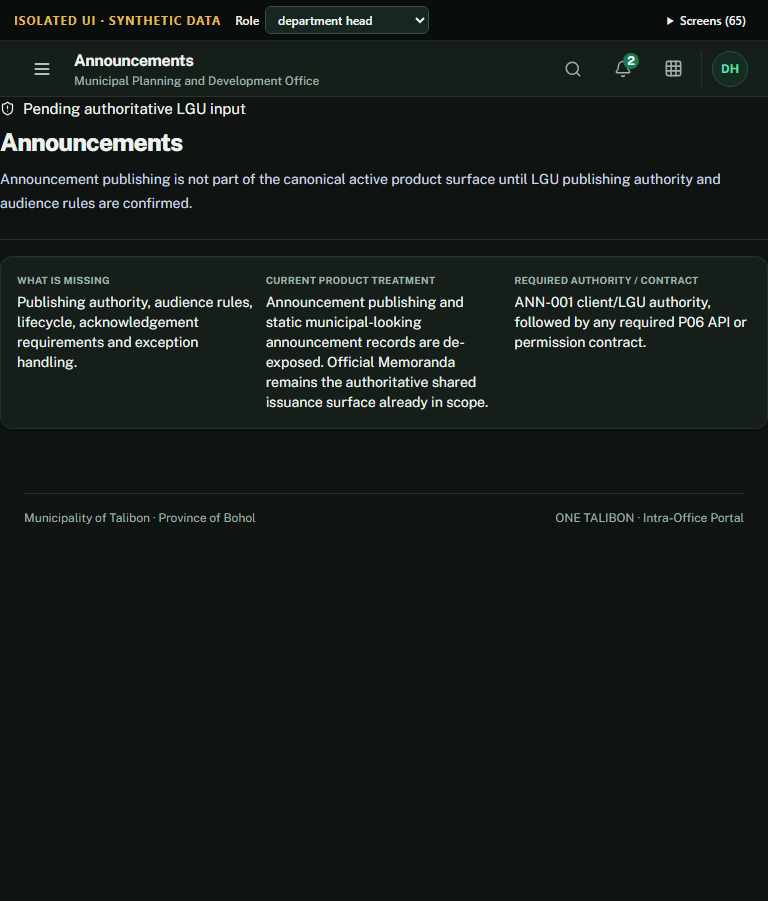 ISOLATED UI · SYNTHETIC DATA Role department head ▶ Screens (65)
Announcements
Municipal Planning and Development Office
2
DH
Pending authoritative LGU input
Announcements
Announcement publishing is not part of the canonical active product surface until LGU publishing authority and
audience rules are confirmed.
WHAT IS MISSING
Publishing authority, audience rules,
lifecycle, acknowledgement
requirements and exception
handling.
CURRENT PRODUCT TREATMENT
Announcement publishing and
static municipal-looking
announcement records are de-
exposed. Official Memoranda
remains the authoritative shared
issuance surface already in scope.
REQUIRED AUTHORITY / CONTRACT
ANN-001 client/LGU authority,
followed by any required P06 API or
permission contract.
Municipality of Talibon · Province of Bohol
ONE TALIBON · Intra-Office Portal